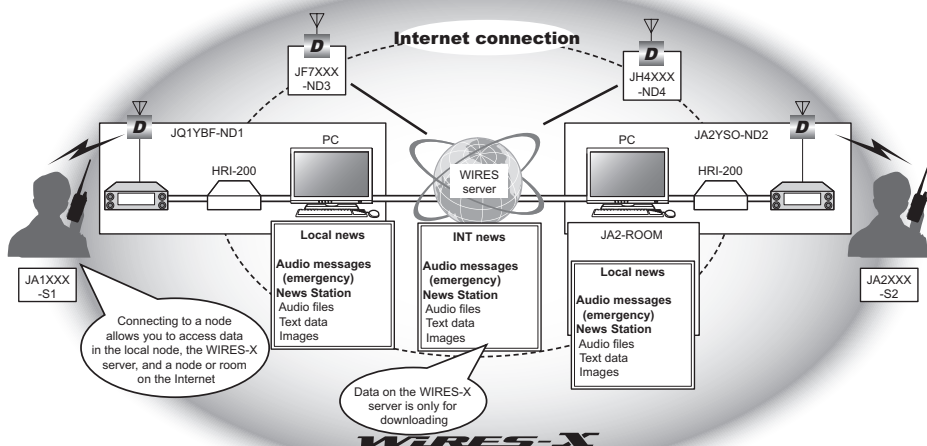 Internet connection
D
JF7XXX
-ND3
D
JH4XXX
-ND4
D
JQ1YBF-ND1
PC
HRI-200
WIRES
server
JA2YSO-ND2
D
PC
HRI-200
JA1XXX
-S1
JA2XXX
-S2
Local news
Audio messages
(emergency)
News Station
Audio files
Text data
Images
INT news
Audio messages
(emergency)
News Station
Audio files
Text data
Images
JA2-ROOM
Local news
Audio messages
(emergency)
News Station
Audio files
Text data
Images
Connecting to a node
allows you to access data
in the local node, the WIRES-X
server, and a node or room
on the Internet
Data on the WIRES-X
server is only for
downloading
WIRES-X